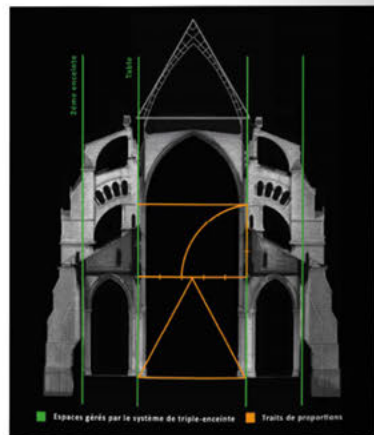 2ème enceinte
Table
Espaces gérés par le système de triple-enceinte
Traits de proportions